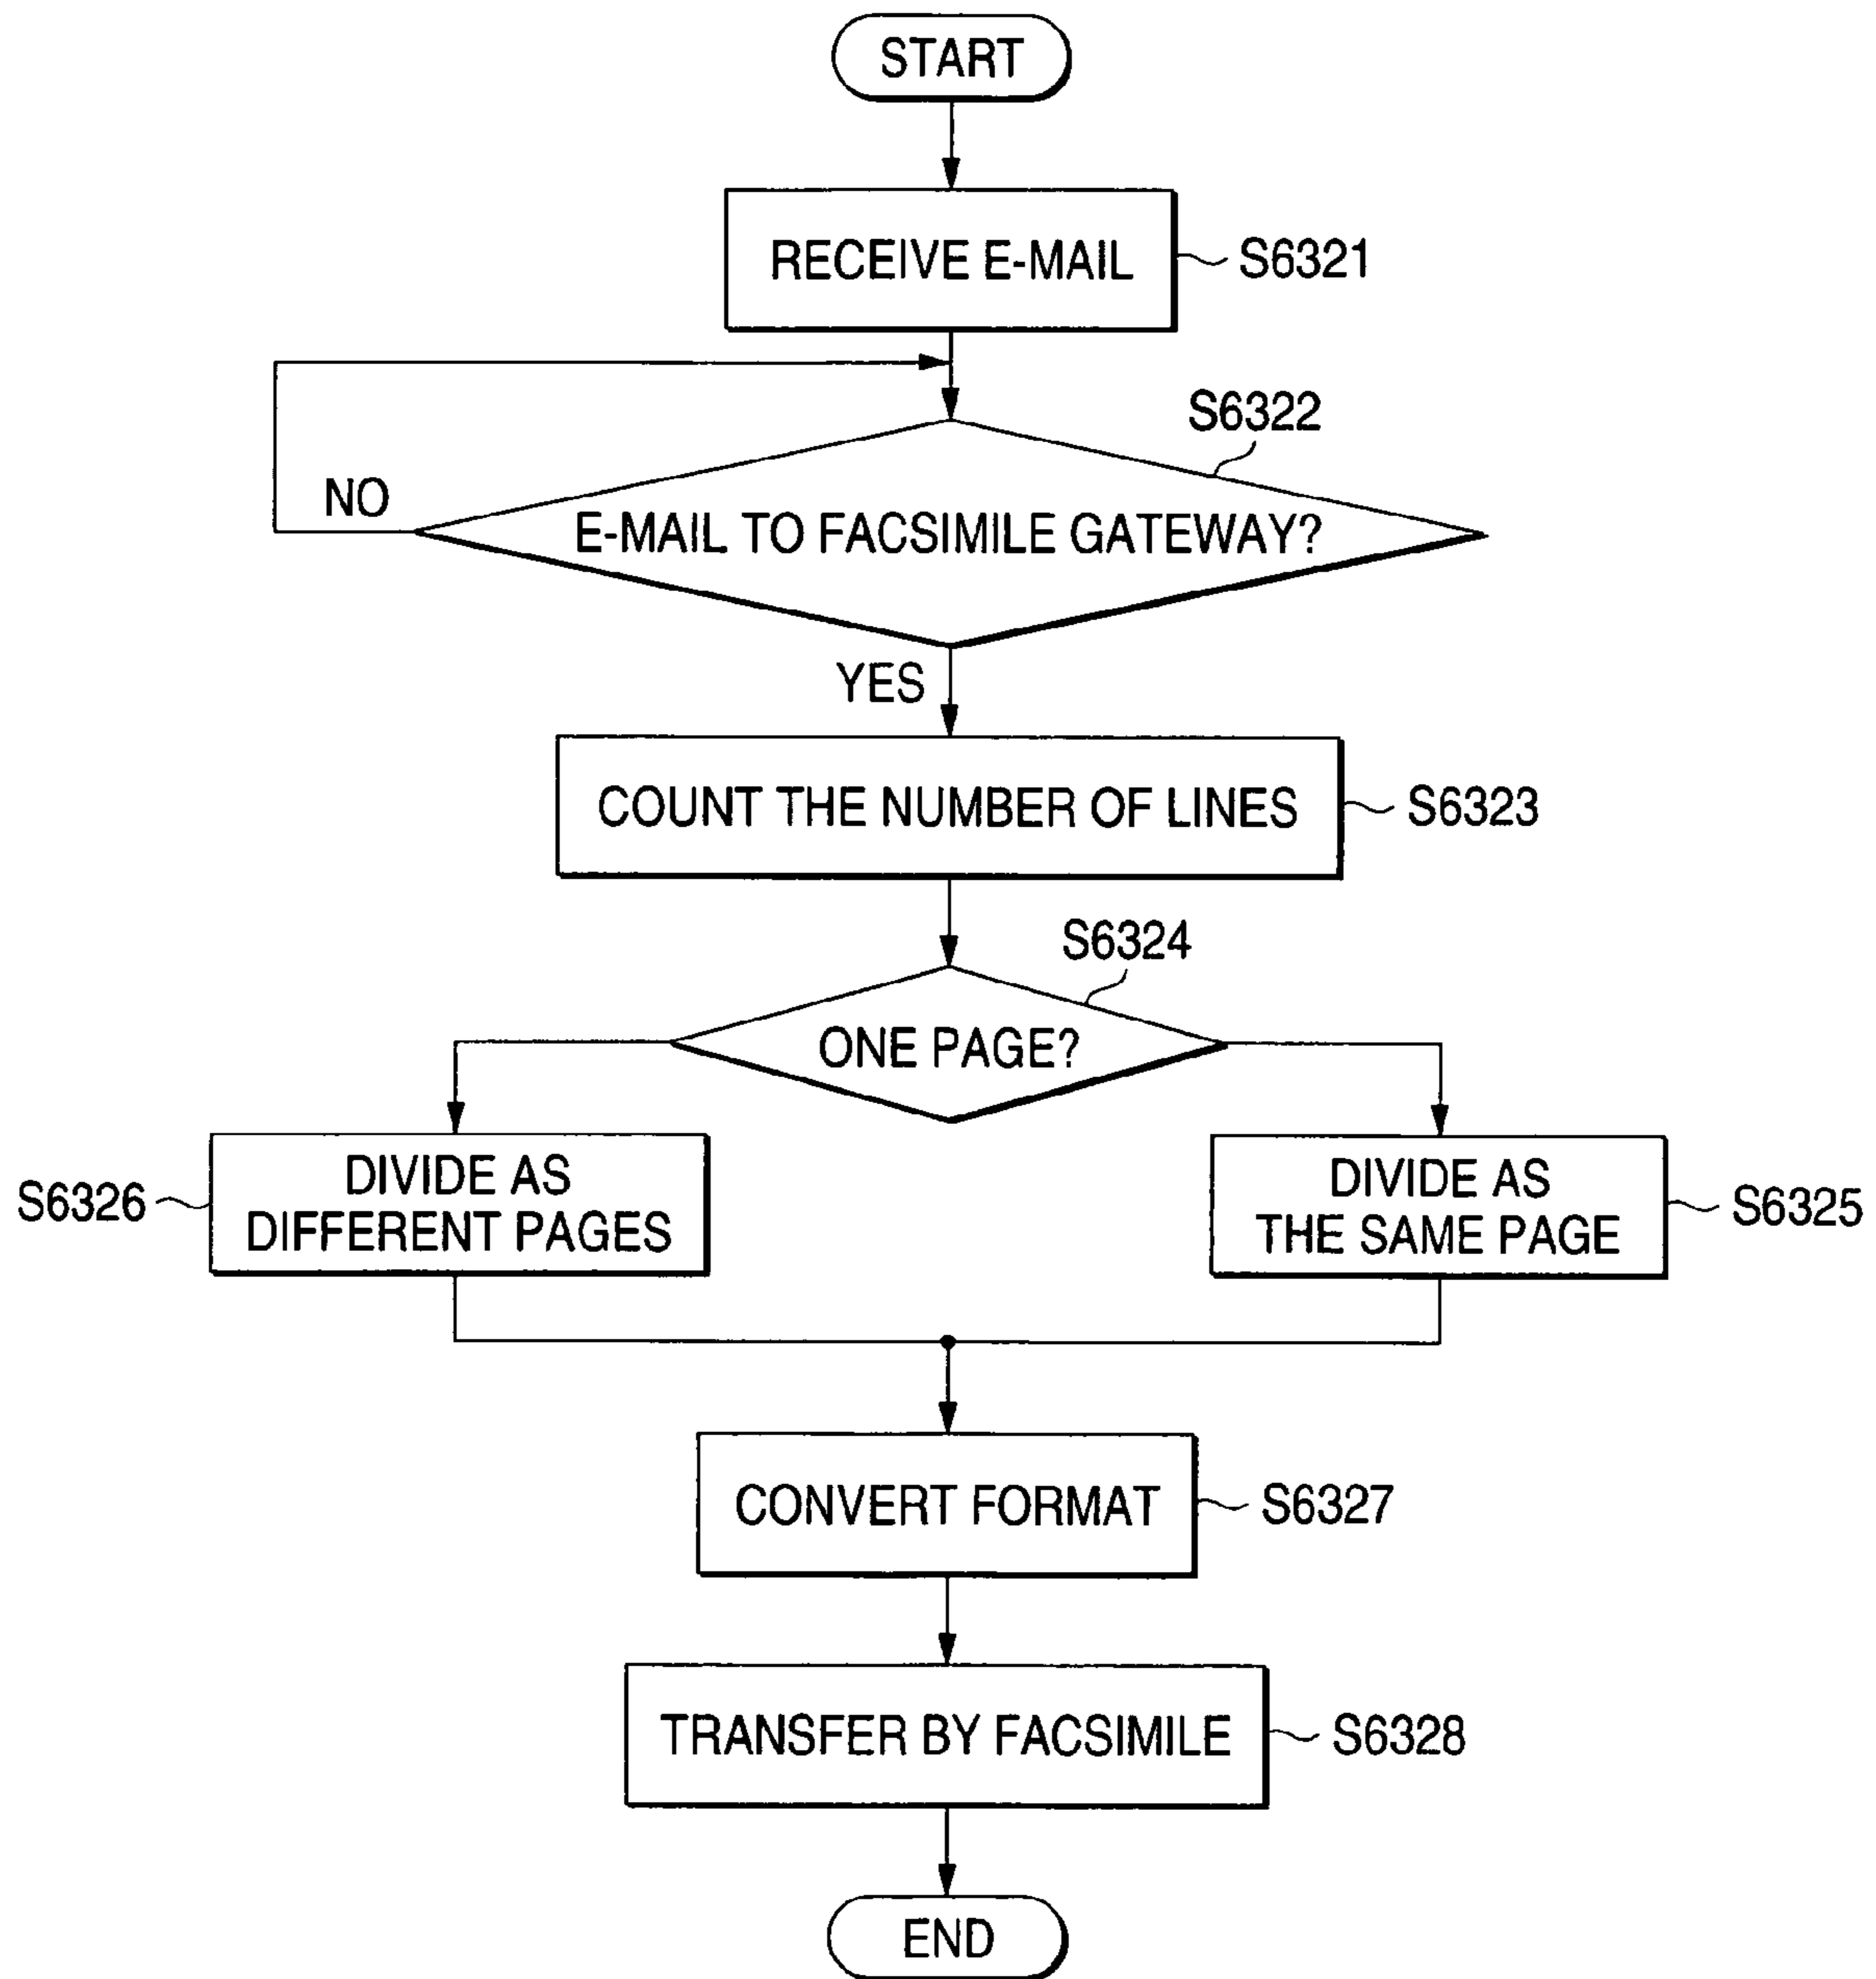 START
RECEIVE E-MAIL
S6321
S6322
NO
E-MAIL TO FACSIMILE GATEWAY?
YES
COUNT THE NUMBER OF LINES
S6323
S6324
ONE PAGE?
S6326
DIVIDE AS
DIFFERENT PAGES
DIVIDE AS
THE SAME PAGE
S6325
CONVERT FORMAT
S6327
TRANSFER BY FACSIMILE
S6328
END